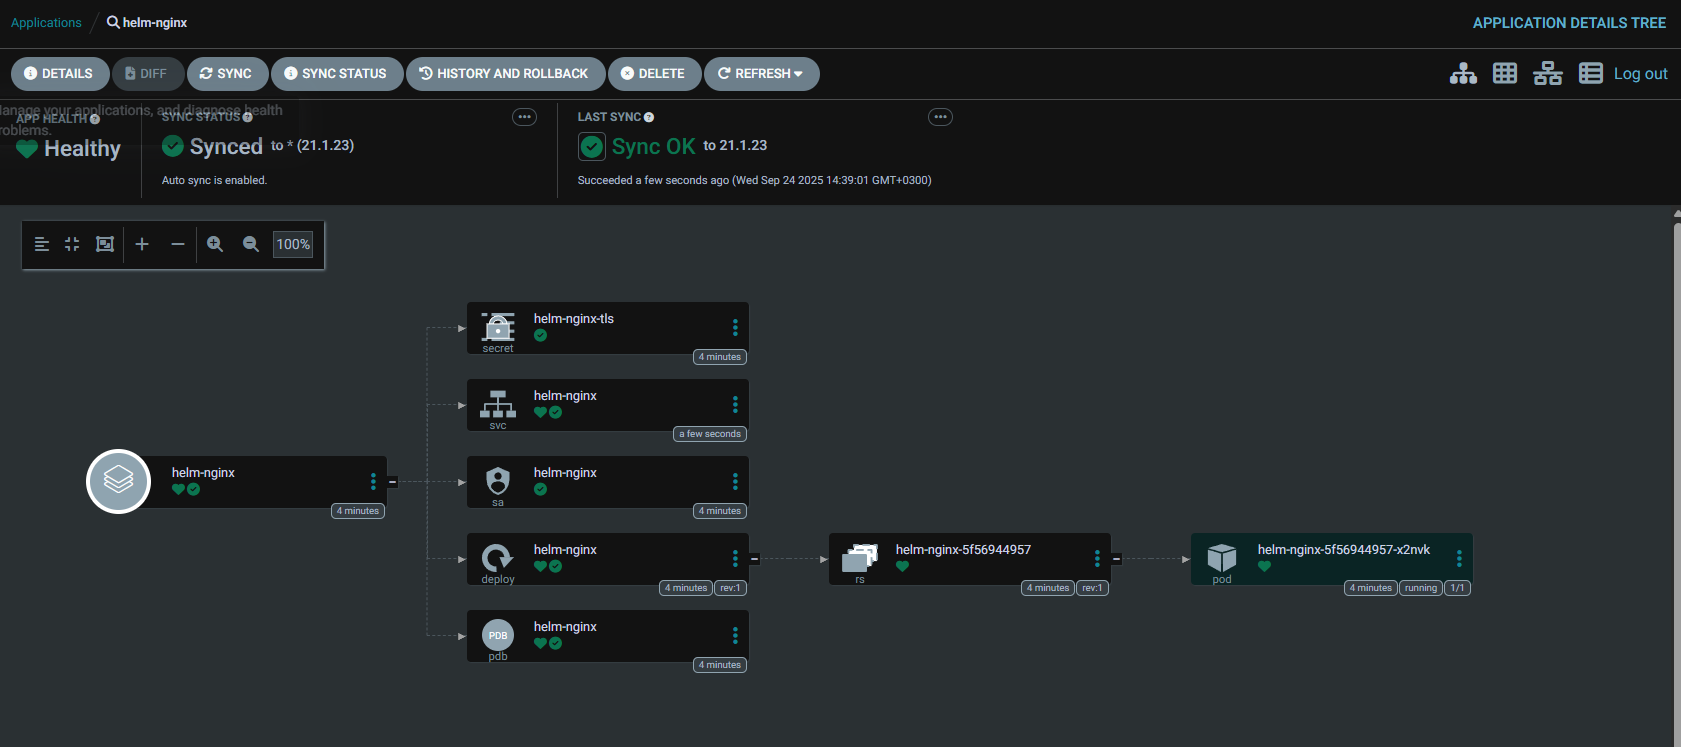 Applications / helm-nginx
APPLICATION DETAILS TREE
DETAILS DIFF SYNC SYNC STATUS HISTORY AND ROLLBACK DELETE REFRESH
Log out
anage your applications, and diagnose health
roblems.
APP HEALTH
Healthy
SYNC STATUS
Synced to * (21.1.23)
Auto sync is enabled.
LAST SYNC
Sync OK to 21.1.23
Succeeded a few seconds ago (Wed Sep 24 2025 14:39:01 GMT+0300)
100%
helm-nginx
4 minutes
helm-nginx-tls
secret
4 minutes
helm-nginx
svc
a few seconds
helm-nginx
sa
4 minutes
helm-nginx
deploy
4 minutes rev:1
helm-nginx-5f56944957
rs
4 minutes rev:1
helm-nginx-5f56944957-x2nvk
pod
4 minutes running 1/1
helm-nginx
PDB
pdb
4 minutes